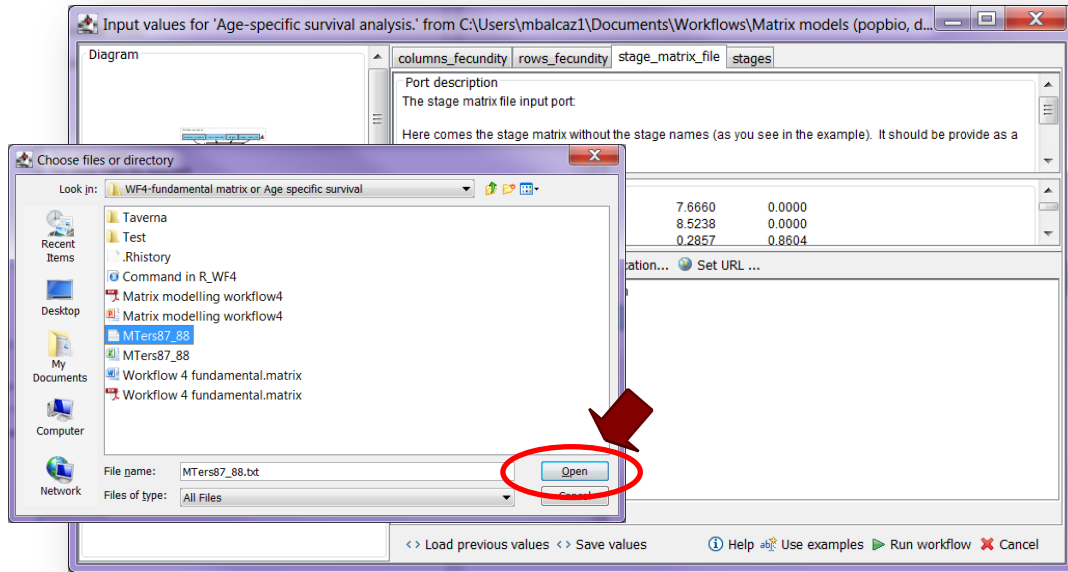 Input values for 'Age-specific survival analysis.' from C:\Users\mbalcaz1\Documents\Workflows\Matrix models (popbio, d...
Diagram
columns_fecundity rows_fecundity stage_matrix_file stages
Port description
The stage matrix file input port:
Here comes the stage matrix without the stage names (as you see in the example). It should be provide as a
7.6660 0.0000
8.5238 0.0000
0.2857 0.8604
cation... Set URL ...
Choose files or directory
Look in: WF4-fundamental matrix or Age specific survival
Recent Items
Desktop
My Documents
Computer
Network
Taverna
Test
.Rhistory
Command in R_WF4
Matrix modelling workflow4
Matrix modelling workflow4
MTers87_88
MTers87_88
Workflow 4 fundamental.matrix
Workflow 4 fundamental.matrix
File name: MTers87_88.txt Open
Files of type: All Files Cancel
<> Load previous values <> Save values Help Use examples Run workflow Cancel